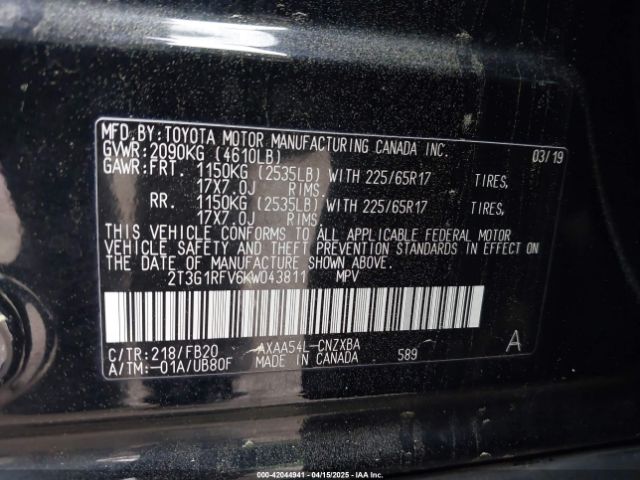 MFD.BY:TOYOTA MOTOR MANUFACTURING CANADA INC.
GVWR:2090KG (4610LB) 03/19
GAWR:FRT. 1150KG (2535LB) WITH 225/65R17 TIRES,
17X7.0J RIMS,
RR. 1150KG (2535LB) WITH 225/65R17 TIRES,
17X7.0J RIMS
THIS VEHICLE CONFORMS TO ALL APPLICABLE FEDERAL MOTOR
VEHICLE SAFETY AND THEFT PREVENTION STANDARDS IN EFFECT ON
THE DATE OF MANUFACTURE SHOWN ABOVE.
2T3G1RFV6KW043811 MPV
C/TR:218/FB20 AXAA54L-CNZXBA
A/TM:-01A/UB80F MADE IN CANADA 589 A
00-42044941 - 04/15/2025 - IAAI